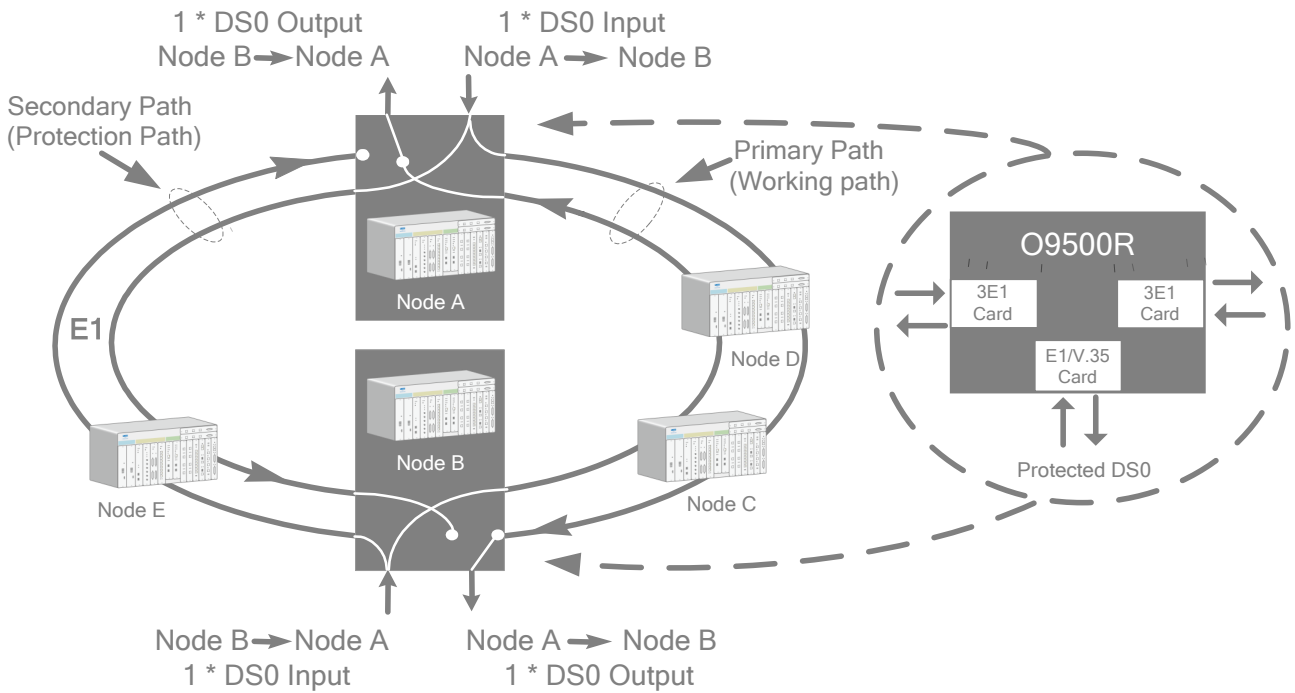 1 * DS0 Output
Node B Node A
1 * DS0 Input
Node A Node B
Secondary Path
(Protection Path)
Primary Path
(Working path)
E1
Node A
Node B
Node D
Node C
Node E
O9500R
3E1
Card
3E1
Card
E1/V.35
Card
Protected DS0
Node B Node A
1 * DS0 Input
Node A Node B
1 * DS0 Output